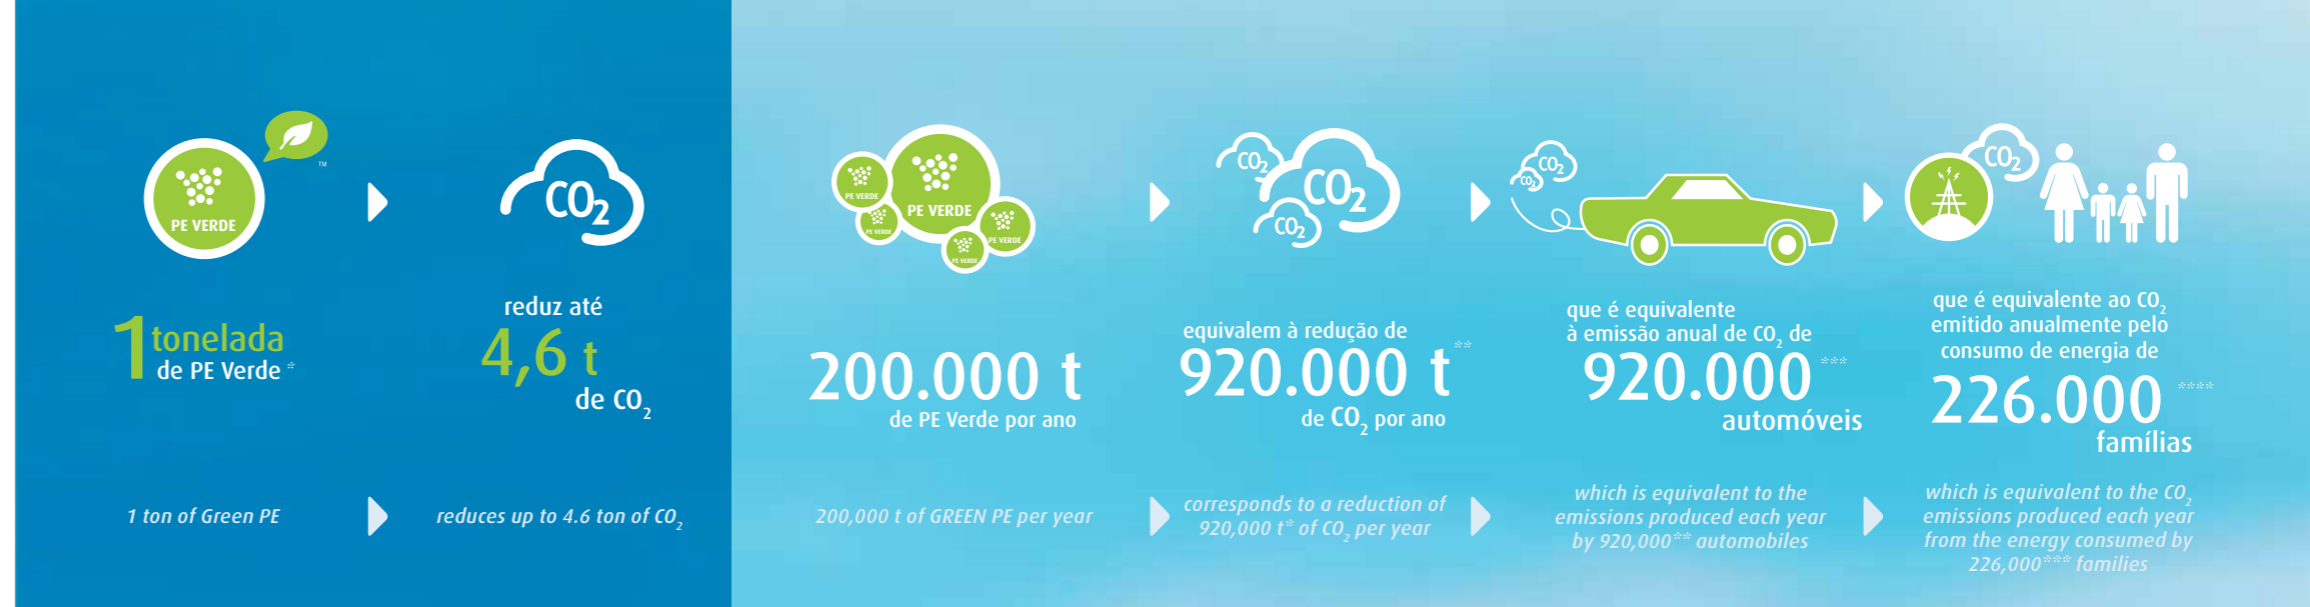 TM
PE VERDE
CO2
PE VERDE
PE VERDE
PE VERDE
PE VERDE
PE VERDE
CO2
CO2
CO2
CO2
CO2
CO2
1 tonelada
de PE Verde *
reduz até
4,6 t
de CO2
200.000 t
de PE Verde por ano
equivalem à redução de
920.000 t **
de CO2 por ano
que é equivalente
à emissão anual de CO2 de
920.000 ***
automóveis
que é equivalente ao CO2
emitido anualmente pelo
consumo de energia de
226.000 ****
famílias
1 ton of Green PE
reduces up to 4.6 ton of CO2
200,000 t of GREEN PE per year
corresponds to a reduction of
920,000 t* of CO2 per year
which is equivalent to the
emissions produced each year
by 920,000** automobiles
which is equivalent to the CO2
emissions produced each year
from the energy consumed by
226,000*** families